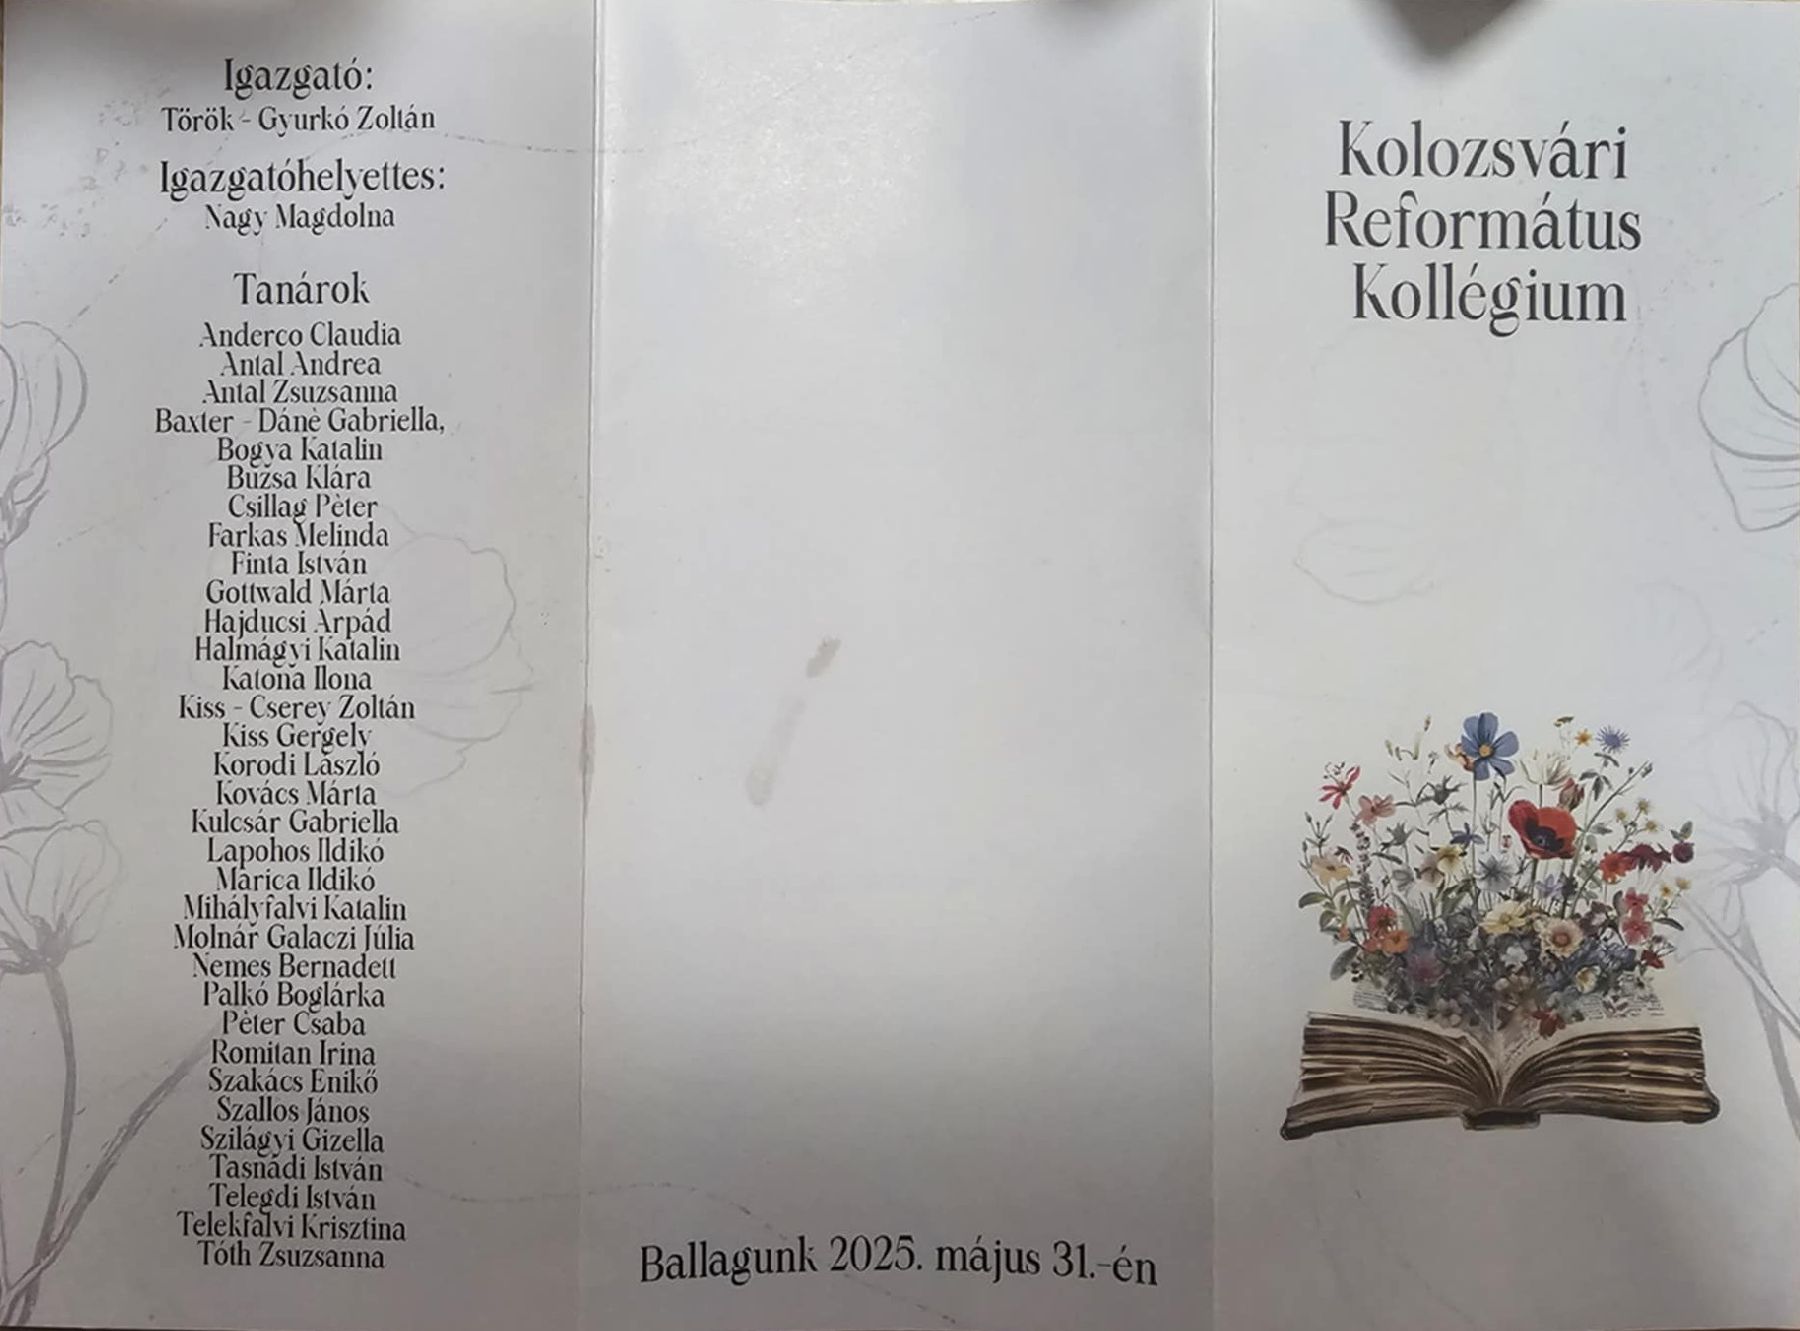 Igazgató:
Török - Gyurkó Zoltán
Igazgatóhelyettes:
Nagy Magdolna
Tanárok
Anderco Claudia
Antal Andrea
Antal Zsuzsanna
Baxter - Dánè Gabriella,
Bogya Katalin
Buzsa Klára
Csillag Pèter
Farkas Melinda
Finta István
Gottwald Márta
Hajducsi Árpád
Halmágyi Katalin
Katona Ilona
Kiss - Cserey Zoltán
Kiss Gergely
Korodi László
Kovács Márta
Kulcsár Gabriella
Lapohos Ildikó
Marica Ildikó
Mihályfalvi Katalin
Molnár Galaczi Júlia
Nemes Bernadett
Palkó Boglárka
Pèter Csaba
Romitan Irina
Szakács Enikő
Szallos János
Szilágyi Gizella
Tasnádi István
Telegdi István
Telekfalvi Krisztina
Tóth Zsuzsanna
Ballagunk 2025. május 31.-én
Kolozsvári
Református
Kollégium